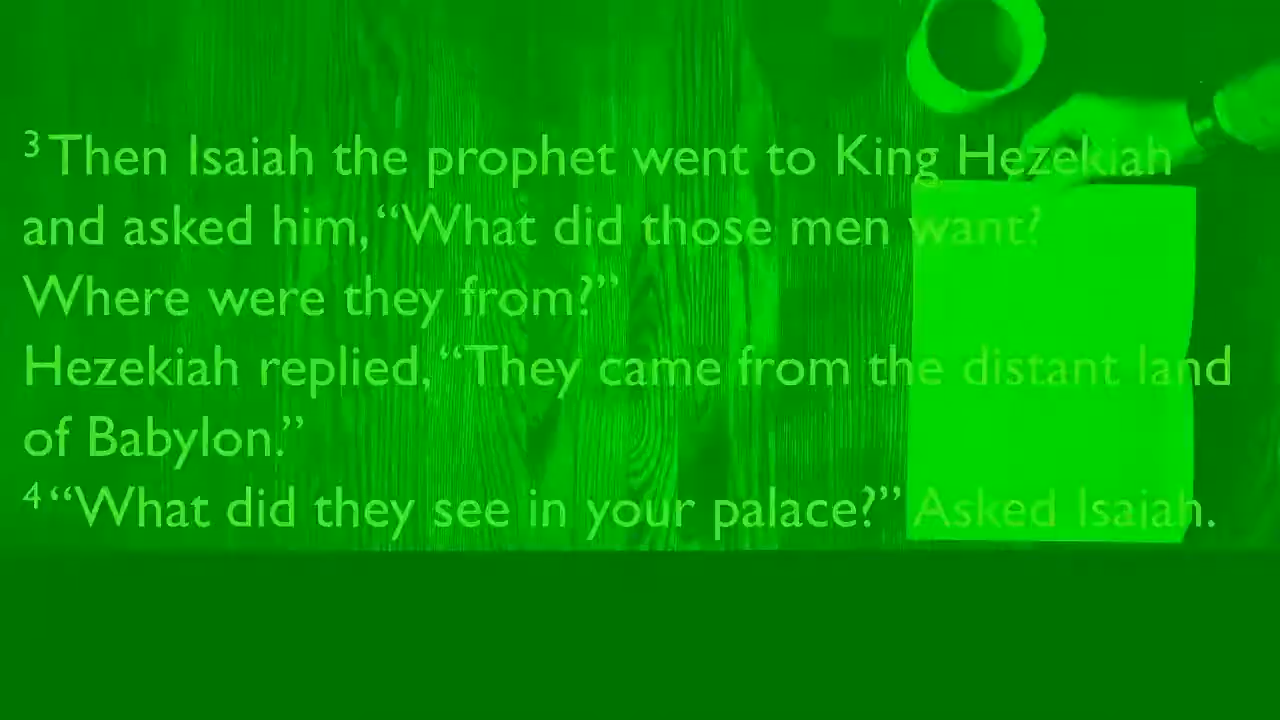 3 Then Isaiah the prophet went to King Hezekiah
and asked him, “What did those men want?
Where were they from?”
Hezekiah replied, “They came from the distant land
of Babylon.”
4 “What did they see in your palace?” Asked Isaiah.